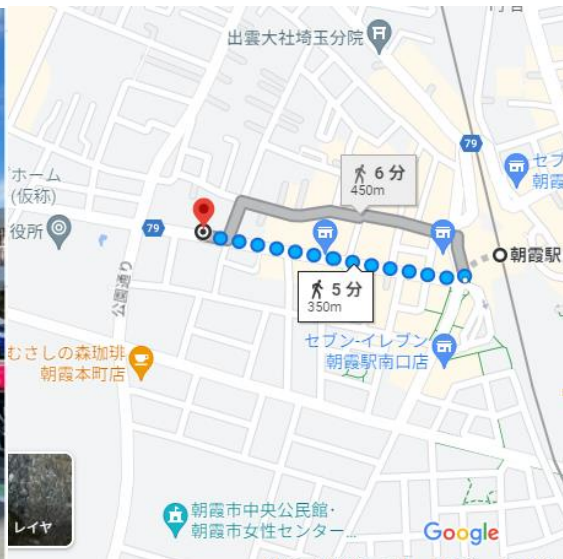 出雲大社埼玉分院
79
セブ
朝霞
ホーム
(仮称)
6 分
450m
役所
79
朝霞駅
5 分
350m
公園通り
セブン-イレブン
朝霞駅南口店
むさしの森珈琲
朝霞本町店
レイヤ
朝霞市中央公民館・
朝霞市女性センター...
Google